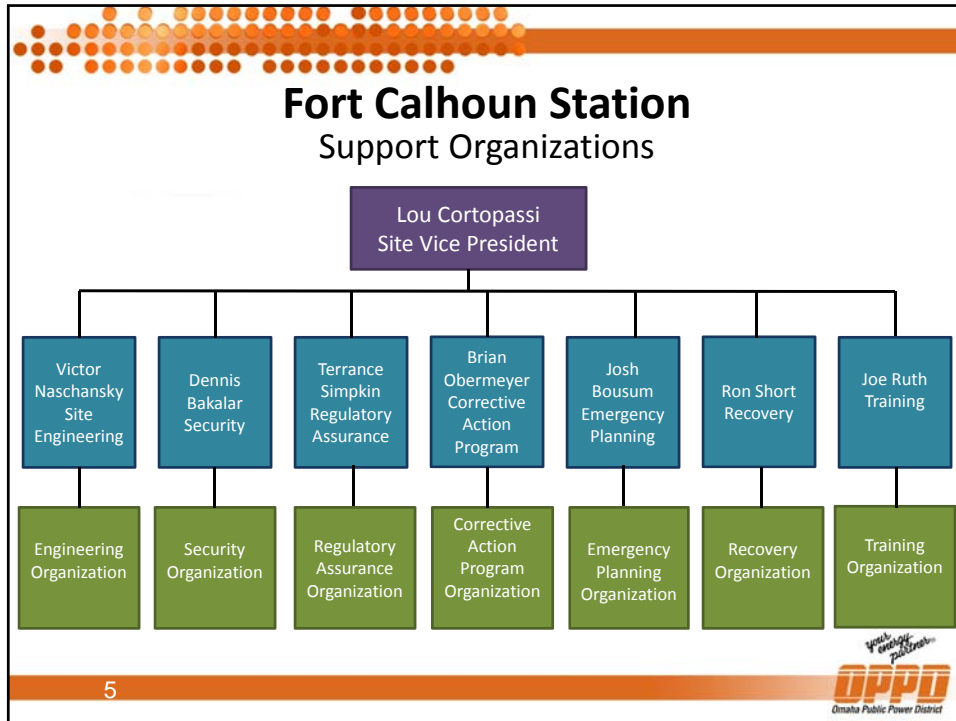 Fort Calhoun Station
Support Organizations
Lou Cortopassi
Site Vice President
Victor
Naschansky
Site
Engineering
Dennis
Bakalar
Security
Terrance
Simpkin
Regulatory
Assurance
Brian
Obermeyer
Corrective
Action
Program
Josh
Bousum
Emergency
Planning
Ron Short
Recovery
Joe Ruth
Training
Engineering
Organization
Security
Organization
Regulatory
Assurance
Organization
Corrective
Action
Program
Organization
Emergency
Planning
Organization
Recovery
Organization
Training
Organization
5
your
energy
partner®
OPPD
Omaha Public Power District